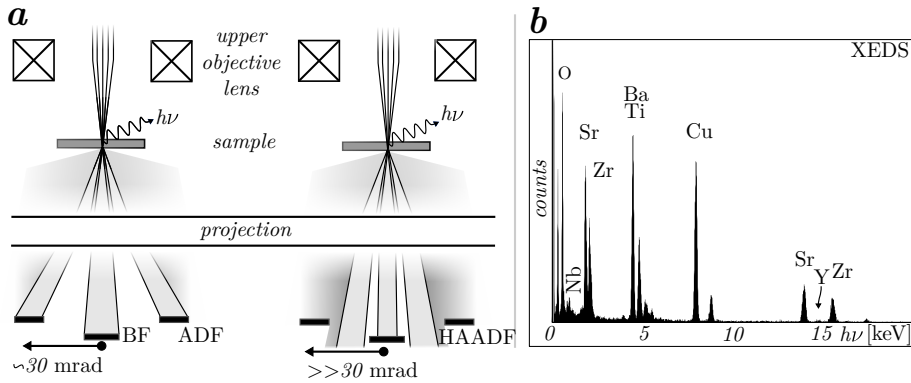 a
upper
objective
lens
hν
hν
sample
projection
BF
ADF
HAADF
∽30 mrad
>>30 mrad
b
XEDS
counts
O
Nb
Sr
Zr
Ba
Ti
Cu
Sr
Y
Zr
0
5
10
15
hν [keV]